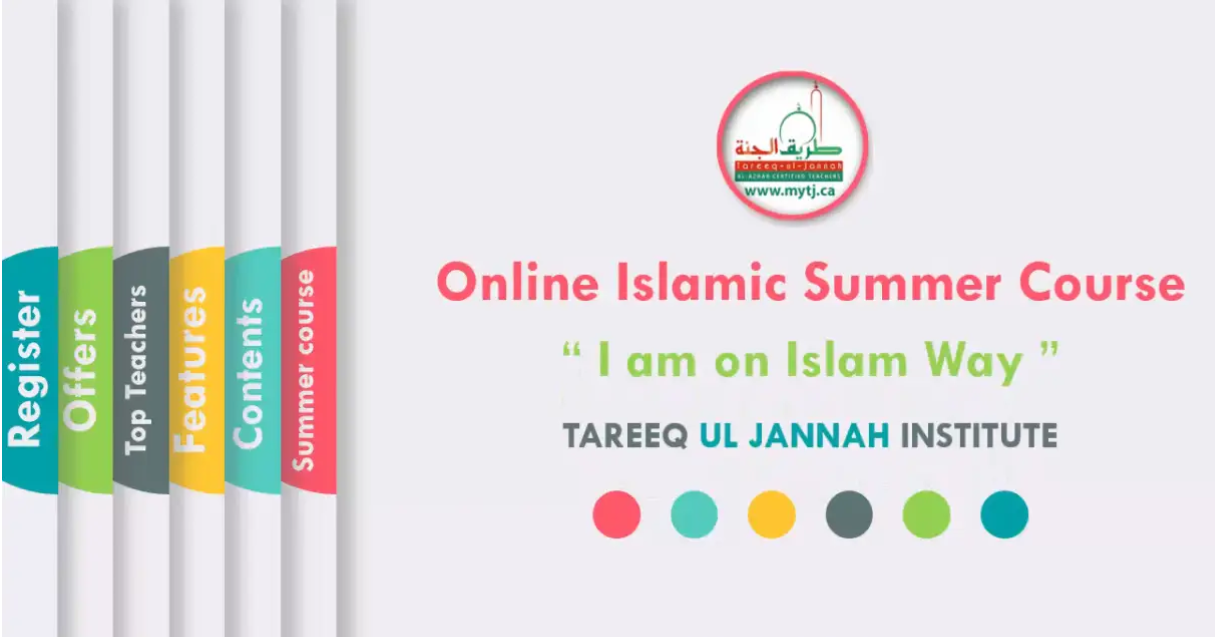 Register
Offers
Top Teachers
Features
Contents
Summer course
طريق الجنة
Tareeq-ul-Jannah
AL-AZHAR CERTIFIED TEACHERS
www.mytj.ca
Online Islamic Summer Course
“ I am on Islam Way ”
TAREEQ UL JANNAH INSTITUTE